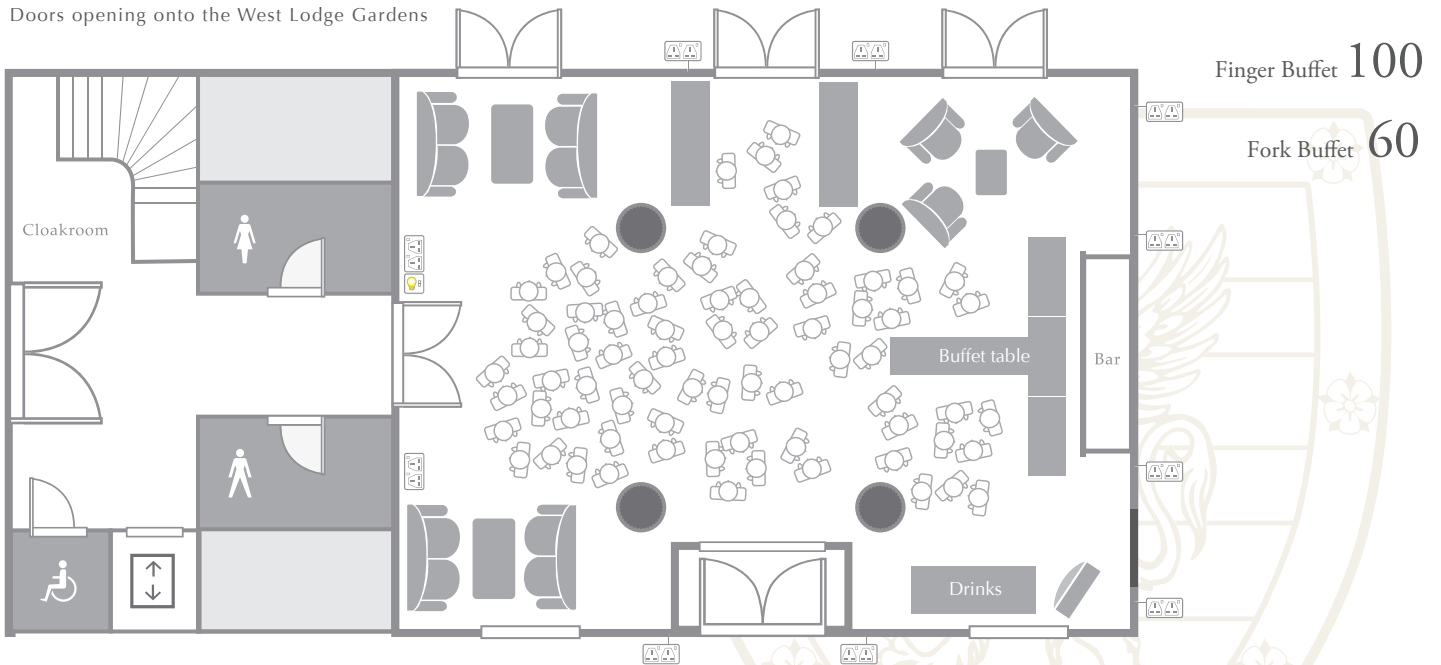 Doors opening onto the West Lodge Gardens
Finger Buffet 100
Fork Buffet 60
Cloakroom
Buffet table
Bar
Drinks